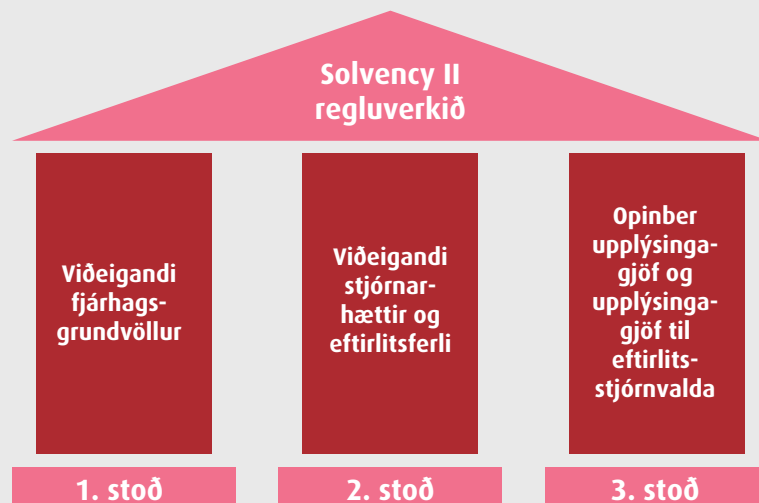 Solvency II
regluverkið
Viðeigandi
fjárhags-
grundvöllur
Viðeigandi
stjórnar-
hættir og
eftirlitsferli
Opinber
upplýsinga-
gjöf og
upplýsinga-
gjöf til
eftirlits-
stjórnvalda
1. stoð
2. stoð
3. stoð